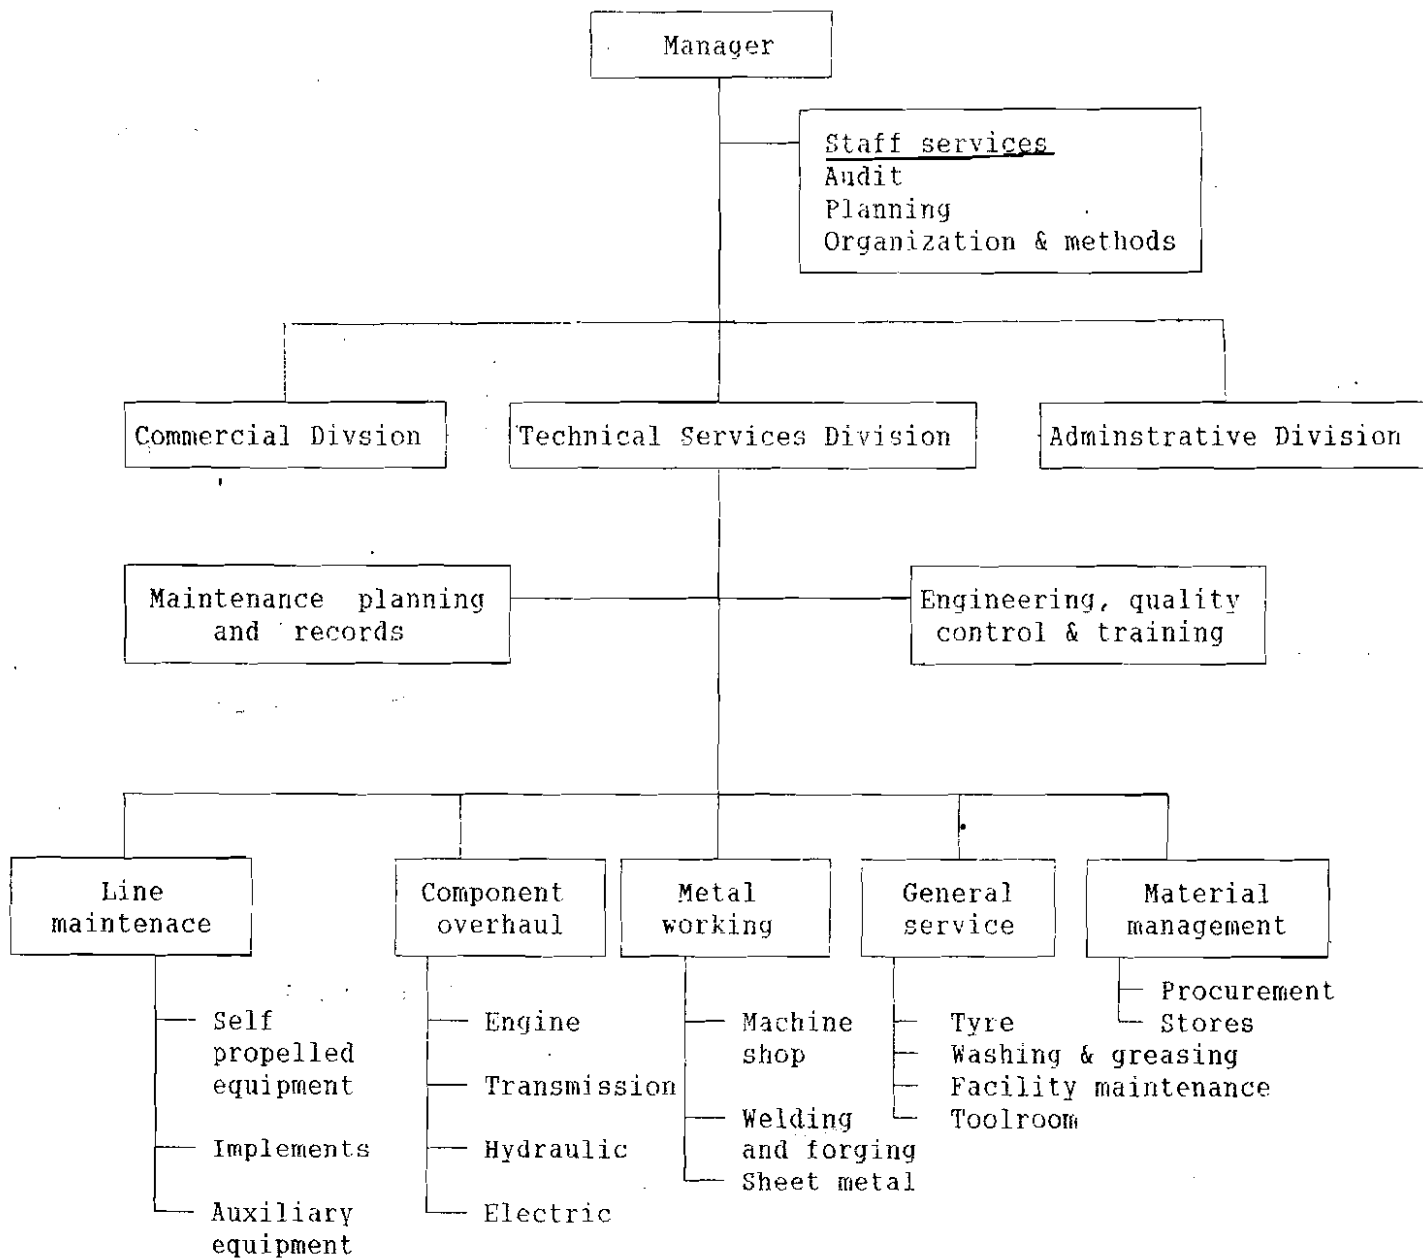 Manager
Staff services
Audit
Planning
Organization & methods
Commercial Divsion
Technical Services Division
Adminstrative Division
Maintenance planning
and records
Engineering, quality
control & training
Line
maintenace
Component
overhaul
Metal
working
General
service
Material
management
Self
propelled
equipment
Implements
Auxiliary
equipment
Engine
Transmission
Hydraulic
Electric
Machine
shop
Welding
and forging
Sheet metal
Tyre
Washing & greasing
Facility maintenance
Toolroom
Procurement
Stores